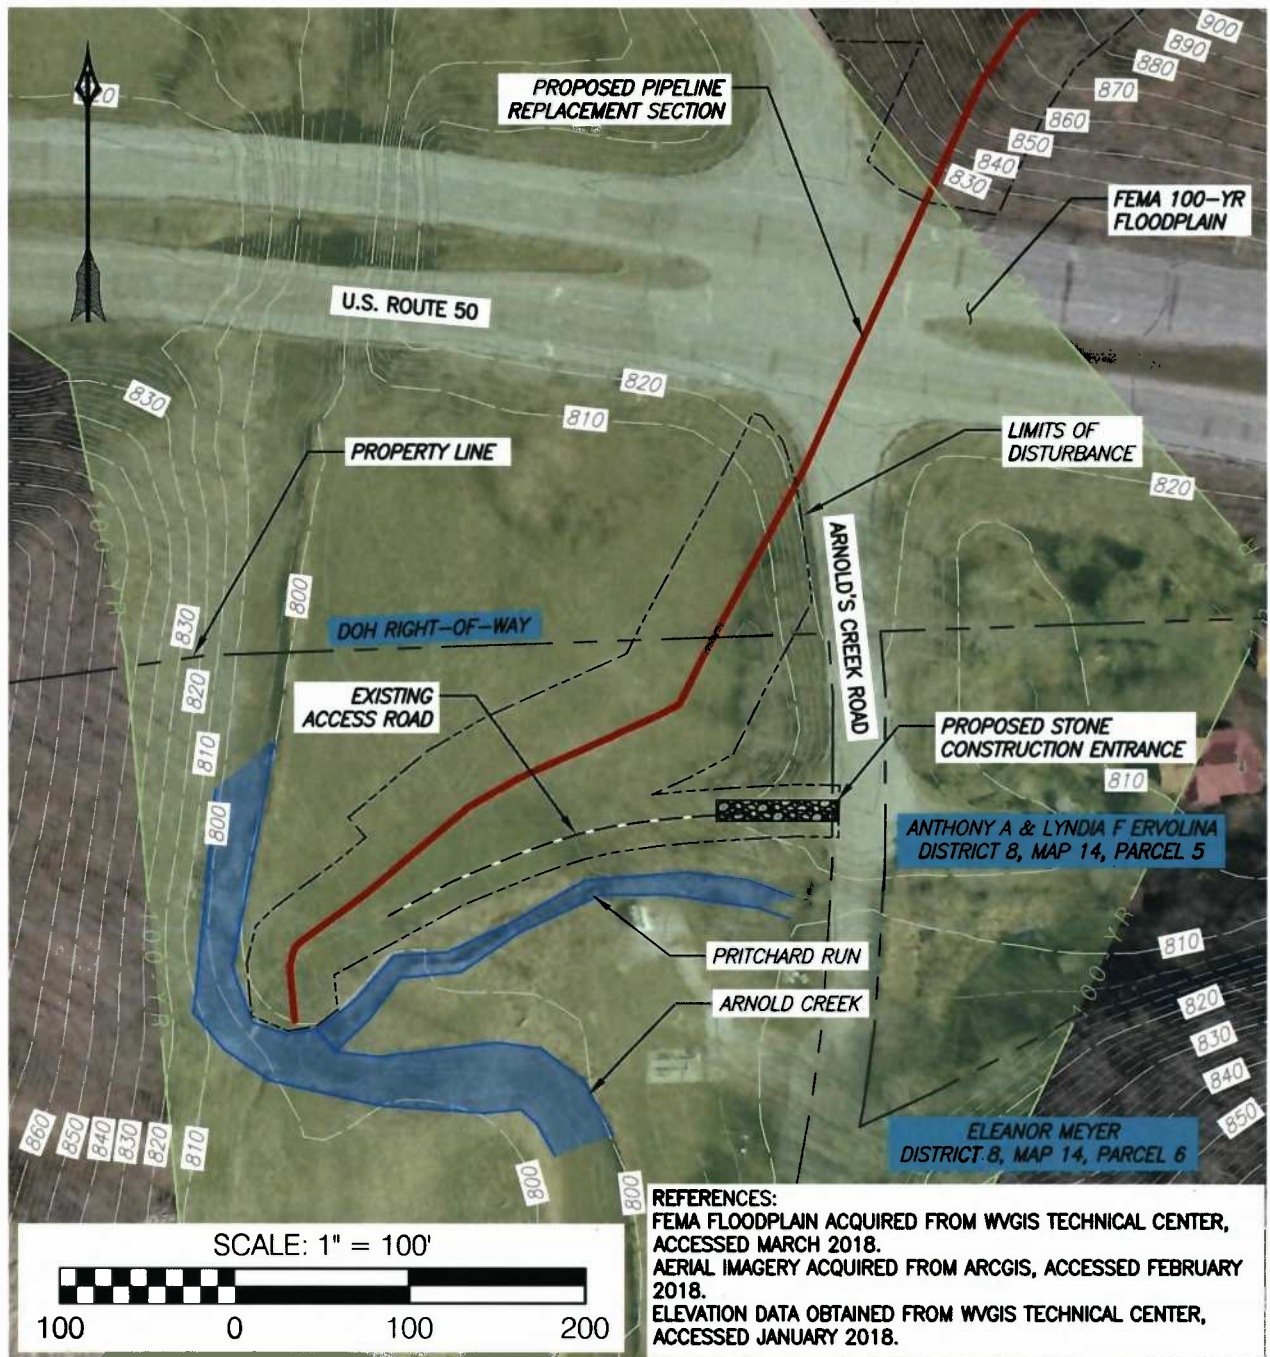 900
890
880
870
860
850
840
830
PROPOSED PIPELINE
REPLACEMENT SECTION
FEMA 100-YR
FLOODPLAIN
U.S. ROUTE 50
830
820
810
PROPERTY LINE
LIMITS OF
DISTURBANCE
820
100 YR
ARNOLD'S CREEK ROAD
800
830
DOH RIGHT-OF-WAY
820
EXISTING
ACCESS ROAD
810
PROPOSED STONE
CONSTRUCTION ENTRANCE
810
800
ANTHONY A & LYNDIA F ERVOLINA
DISTRICT 8, MAP 14, PARCEL 5
100-YR
100-YR
PRITCHARD RUN
810
ARNOLD CREEK
820
830
840
850
860
850
840
830
820
810
ELEANOR MEYER
DISTRICT 8, MAP 14, PARCEL 6
800
800
SCALE: 1" = 100'
100 0 100 200
REFERENCES:
FEMA FLOODPLAIN ACQUIRED FROM WVGIS TECHNICAL CENTER,
ACCESSED MARCH 2018.
AERIAL IMAGERY ACQUIRED FROM ARCGIS, ACCESSED FEBRUARY
2018.
ELEVATION DATA OBTAINED FROM WVGIS TECHNICAL CENTER,
ACCESSED JANUARY 2018.